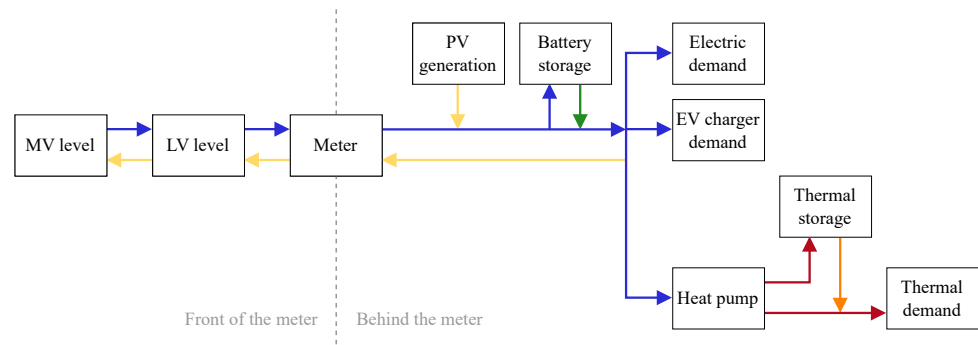 PV
generation
Battery
storage
Electric
demand
MV level
LV level
Meter
EV charger
demand
Thermal
storage
Heat pump
Thermal
demand
Front of the meter
Behind the meter